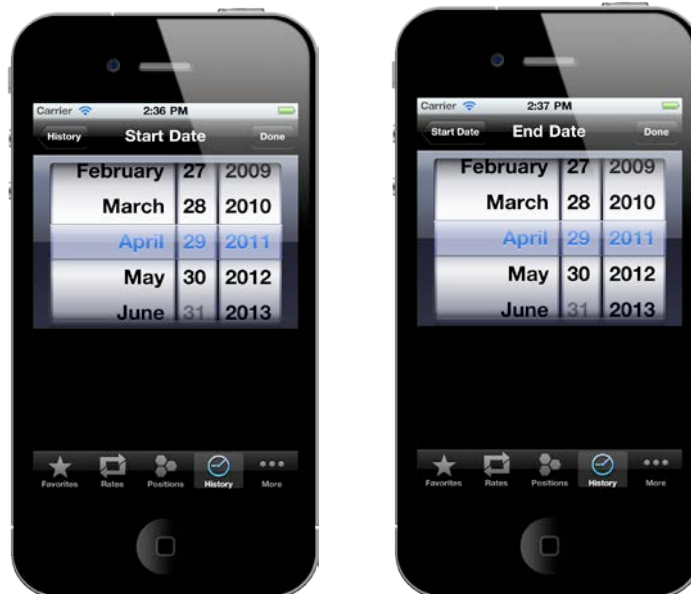 Carrier 2:36 PM
History Start Date Done
February 27 2009
March 28 2010
April 29 2011
May 30 2012
June 31 2013
Favorites Rates Positions History More
Carrier 2:37 PM
Start Date End Date Done
February 27 2009
March 28 2010
April 29 2011
May 30 2012
June 31 2013
Favorites Rates Positions History More